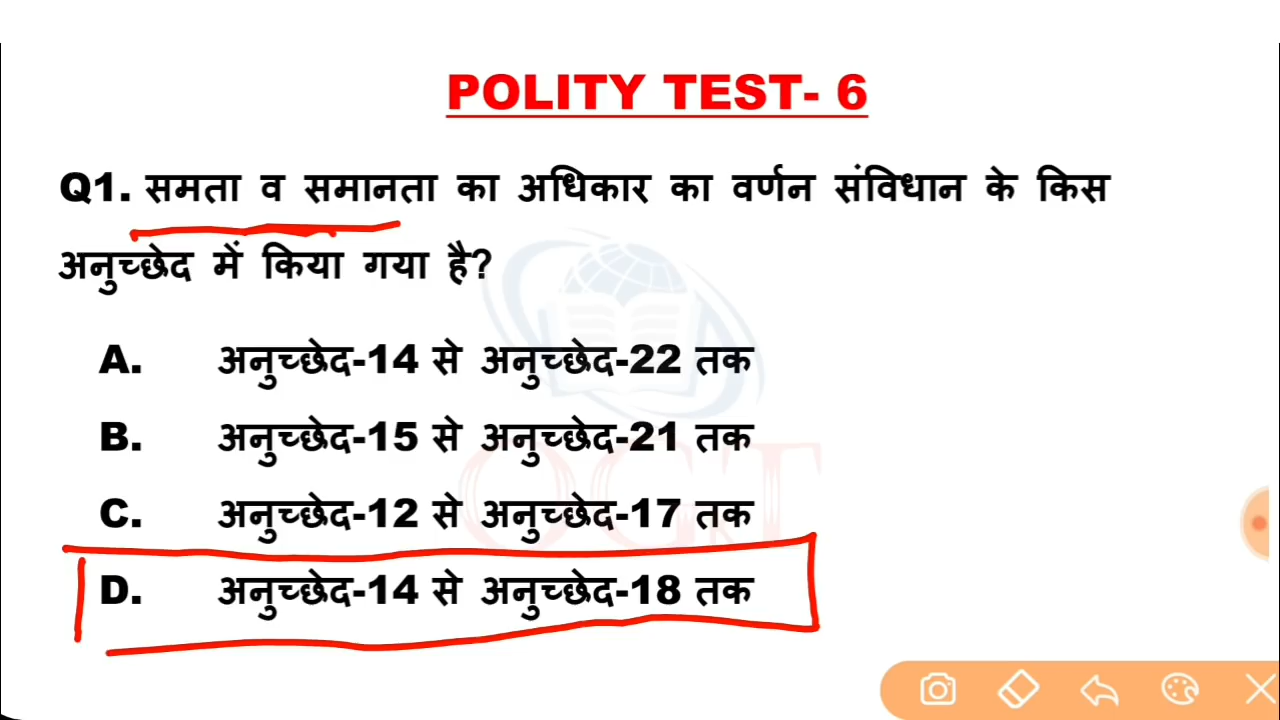 POLITY TEST- 6
Q1. समता व समानता का अधिकार का वर्णन संविधान के किस
अनुच्छेद में किया गया है?
A. अनुच्छेद-14 से अनुच्छेद-22 तक
B. अनुच्छेद-15 से अनुच्छेद-21 तक
C. अनुच्छेद-12 से अनुच्छेद-17 तक
D. अनुच्छेद-14 से अनुच्छेद-18 तक